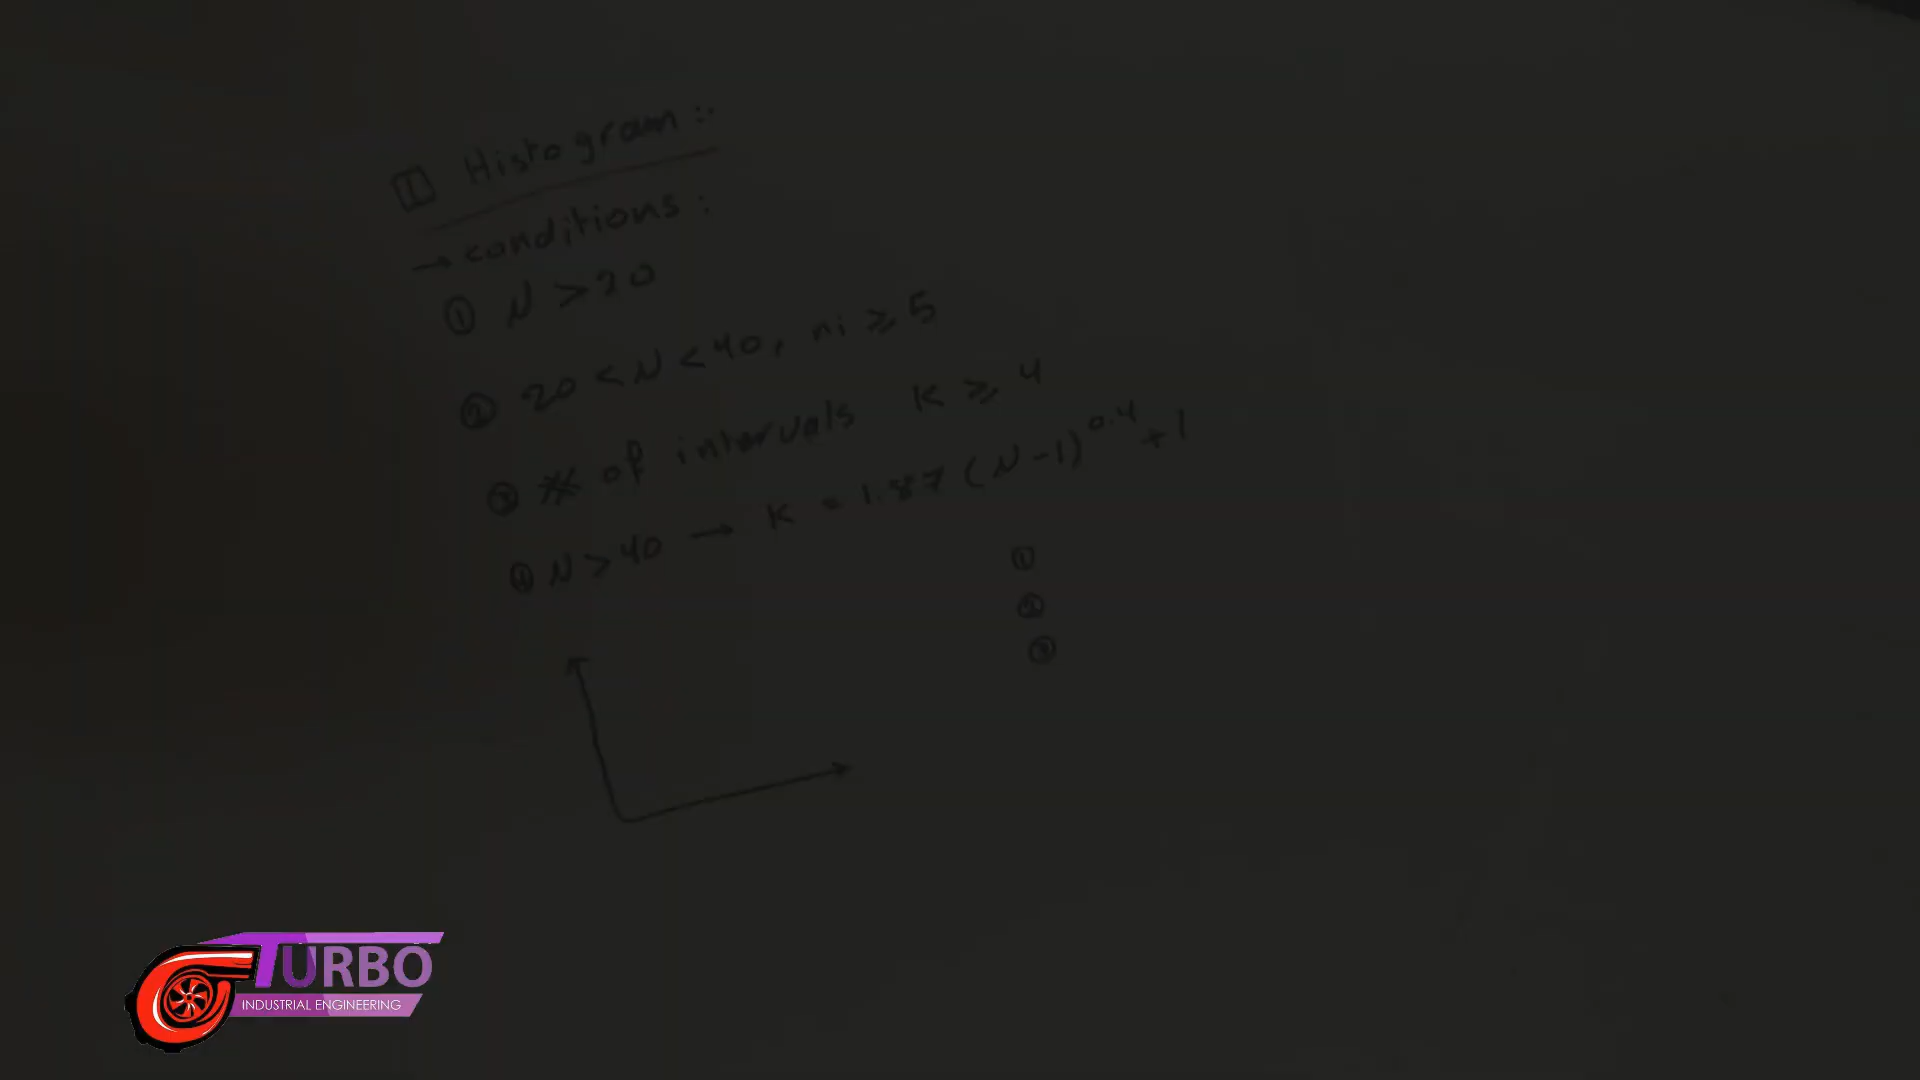 1 Histogram :-
→ conditions :
① N > 20
② 20 < N < 40, ni ≥ 5
③ # of intervals K ≥ 4
④ N > 40 → K = 1.87 (N - 1)^0.4 + 1
①
②
③
TURBO
INDUSTRIAL ENGINEERING